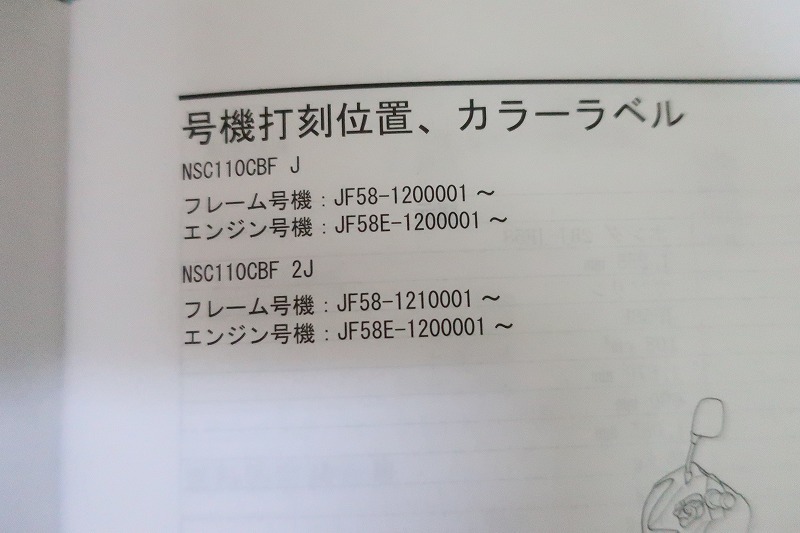 号機打刻位置、カラーラベル
NSC110CBF J
フレーム号機：JF58-1200001 ～
エンジン号機：JF58E-1200001 ～
NSC110CBF 2J
フレーム号機：JF58-1210001 ～
エンジン号機：JF58E-1200001 ～